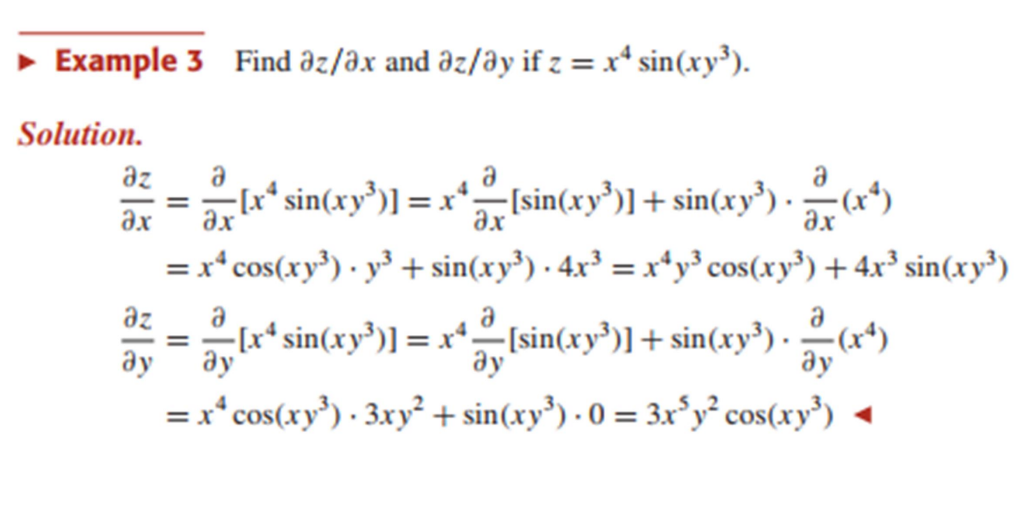 ▶ Example 3 Find ∂z/∂x and ∂z/∂y if z = x⁴ sin(xy³).
Solution.
∂z/∂x = ∂/∂x [x⁴ sin(xy³)] = x⁴ ∂/∂x [sin(xy³)] + sin(xy³) · ∂/∂x (x⁴)
= x⁴ cos(xy³) · y³ + sin(xy³) · 4x³ = x⁴y³ cos(xy³) + 4x³ sin(xy³)
∂z/∂y = ∂/∂y [x⁴ sin(xy³)] = x⁴ ∂/∂y [sin(xy³)] + sin(xy³) · ∂/∂y (x⁴)
= x⁴ cos(xy³) · 3xy² + sin(xy³) · 0 = 3x⁵y² cos(xy³) ◀